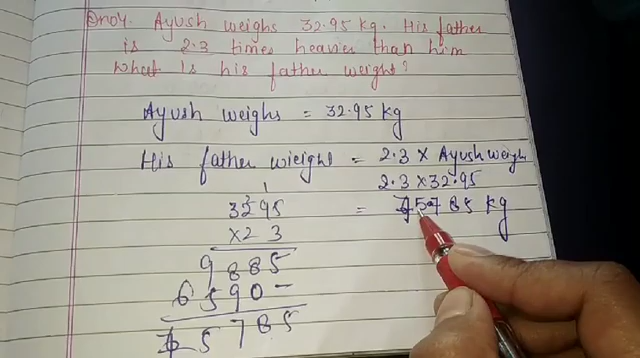 Qno4. Ayush weighs 32.95 kg. His father
is 2.3 times heavier than him
What Is his father weight?
Ayush weighs = 32.95 kg
His father wieight = 2.3 × Ayush weigh
2.3 × 32.95
= 75.785 kg
3295
×23
9885
6590-
75785